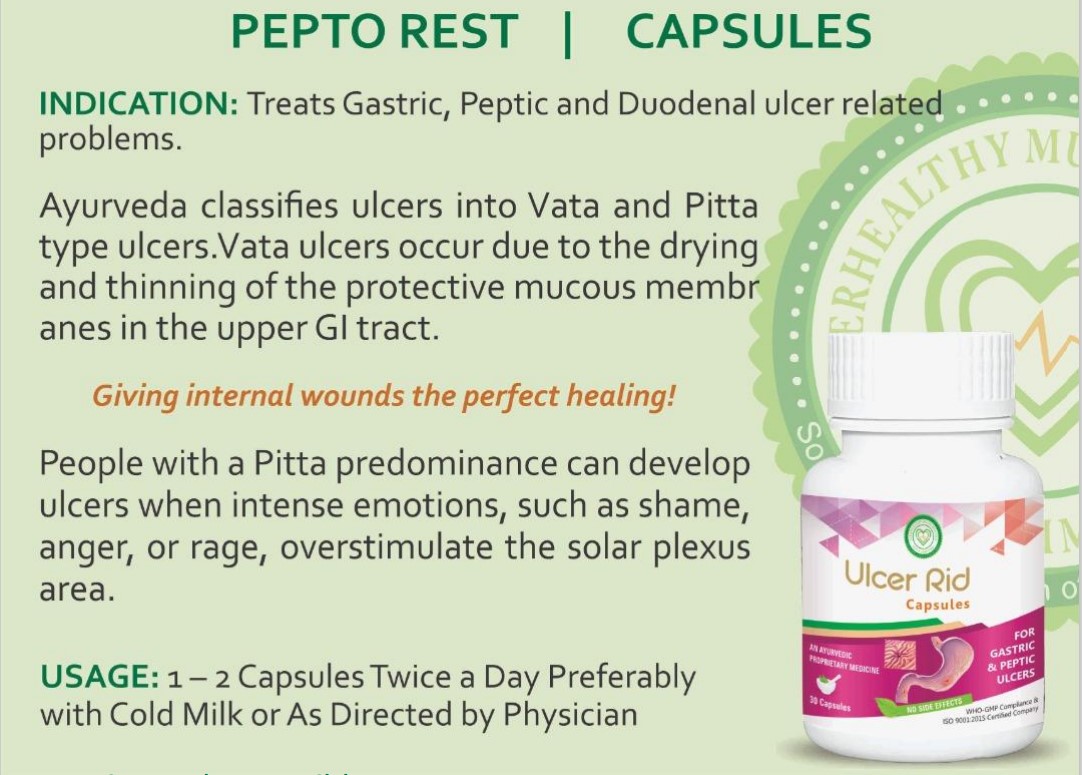 PEPTO REST | CAPSULES
INDICATION: Treats Gastric, Peptic and Duodenal ulcer related
problems.
Ayurveda classifies ulcers into Vata and Pitta
type ulcers.Vata ulcers occur due to the drying
and thinning of the protective mucous membr
anes in the upper GI tract.
Giving internal wounds the perfect healing!
People with a Pitta predominance can develop
ulcers when intense emotions, such as shame,
anger, or rage, overstimulate the solar plexus
area.
USAGE: 1 – 2 Capsules Twice a Day Preferably
with Cold Milk or As Directed by Physician
ERHEALTHY MU
SO
Ulcer Rid
Capsules
AN AYURVEDIC
PROPRIETARY MEDICINE
30 Capsules
FOR
GASTRIC
& PEPTIC
ULCERS
NO SIDE EFFECTS
WHO-GMP Compliance &
ISO 9001:2015 Certified Company